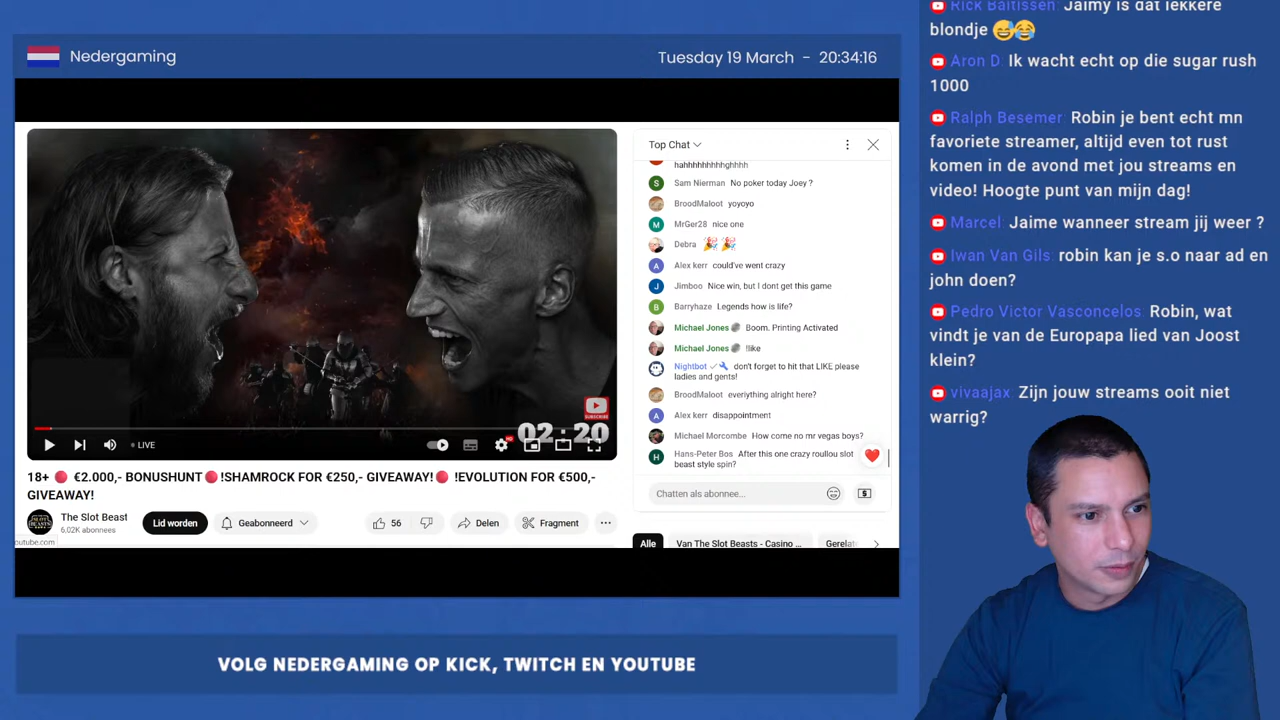 Nedergaming
Tuesday 19 March - 20:34:16
Top Chat
hahhhhhhhhghhhh
Sam Nierman No poker today Joey ?
BroodMaloot yoyoyo
MrGer28 nice one
Debra
Alex kerr could've went crazy
Jimboo Nice win, but I dont get this game
Barryhaze Legends how is life?
Michael Jones Boom. Printing Activated
Michael Jones !like
Nightbot don't forget to hit that LIKE please
ladies and gents!
BroodMaloot everiything alright here?
Alex kerr disappointment
Michael Morcombe How come no mr vegas boys?
Hans-Peter Bos After this one crazy roullou slot
beast style spin?
Chatten als abonnee...
Alle
Van The Slot Beasts - Casino ...
Gerelate
SUBSCRIBE
02:20
LIVE
HD
18+ 🔴 €2.000,- BONUSHUNT🔴!SHAMROCK FOR €250,- GIVEAWAY!🔴 !EVOLUTION FOR €500,-
GIVEAWAY!
The Slot Beast
6,02K abonnees
Lid worden
Geabonneerd
56
Delen
Fragment
outube.com
VOLG NEDERGAMING OP KICK, TWITCH EN YOUTUBE
Rick Baltissen: Jaimy is dat lekkere
blondje 😅😂
Aron D: Ik wacht echt op die sugar rush
1000
Ralph Besemer: Robin je bent echt mn
favoriete streamer, altijd even tot rust
komen in de avond met jou streams en
video! Hoogte punt van mijn dag!
Marcel: Jaime wanneer stream jij weer ?
Iwan Van Gils: robin kan je s.o naar ad en
john doen?
Pedro Victor Vasconcelos: Robin, wat
vindt je van de Europapa lied van Joost
klein?
vivaajax: Zijn jouw streams ooit niet
warrig?